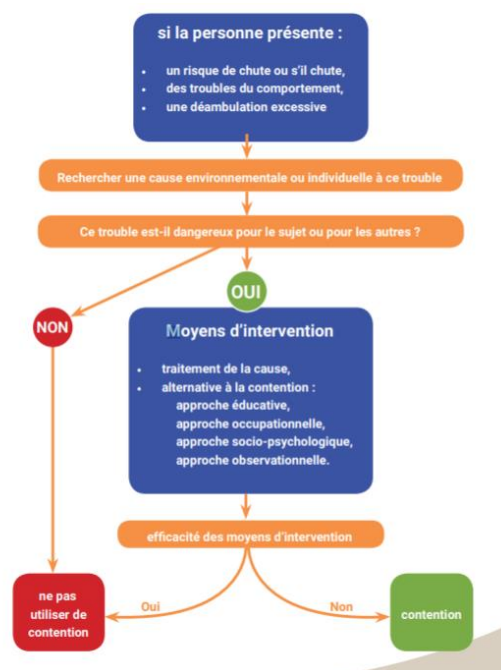 si la personne présente :
• un risque de chute ou s'il chute,
• des troubles du comportement,
• une déambulation excessive
Rechercher une cause environnementale ou individuelle à ce trouble
Ce trouble est-il dangereux pour le sujet ou pour les autres ?
OUI
NON
Moyens d'intervention
• traitement de la cause,
• alternative à la contention :
approche éducative,
approche occupationnelle,
approche socio-psychologique,
approche observationnelle.
efficacité des moyens d'intervention
Oui
Non
ne pas
utiliser de
contention
contention